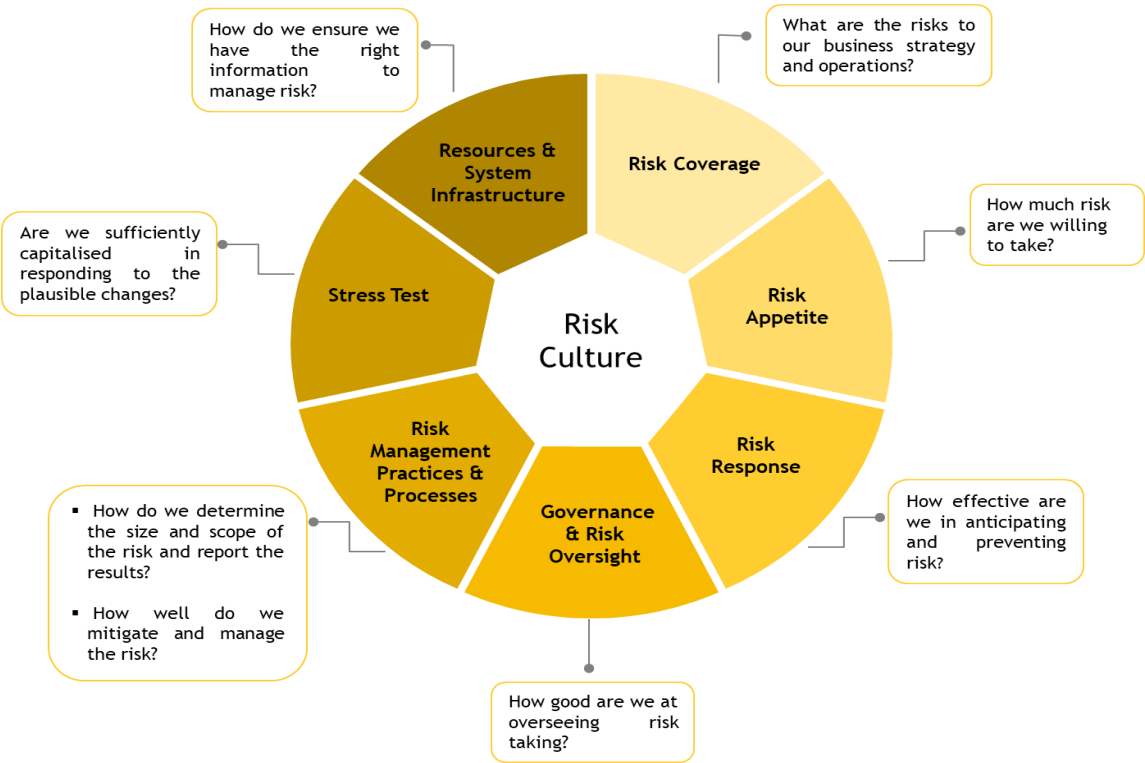 How do we ensure we
have the right
information to
manage risk?
What are the risks to
our business strategy
and operations?
Resources &
System
Infrastructure
Risk Coverage
How much risk
are we willing
to take?
Are we sufficiently
capitalised in
responding to the
plausible changes?
Stress Test
Risk
Appetite
Risk
Culture
Risk
Management
Practices &
Processes
Risk
Response
Governance
& Risk
Oversight
How effective are
we in anticipating
and preventing
risk?
▪ How do we determine
the size and scope of
the risk and report the
results?
▪ How well do we
mitigate and manage
the risk?
How good are we at
overseeing risk
taking?